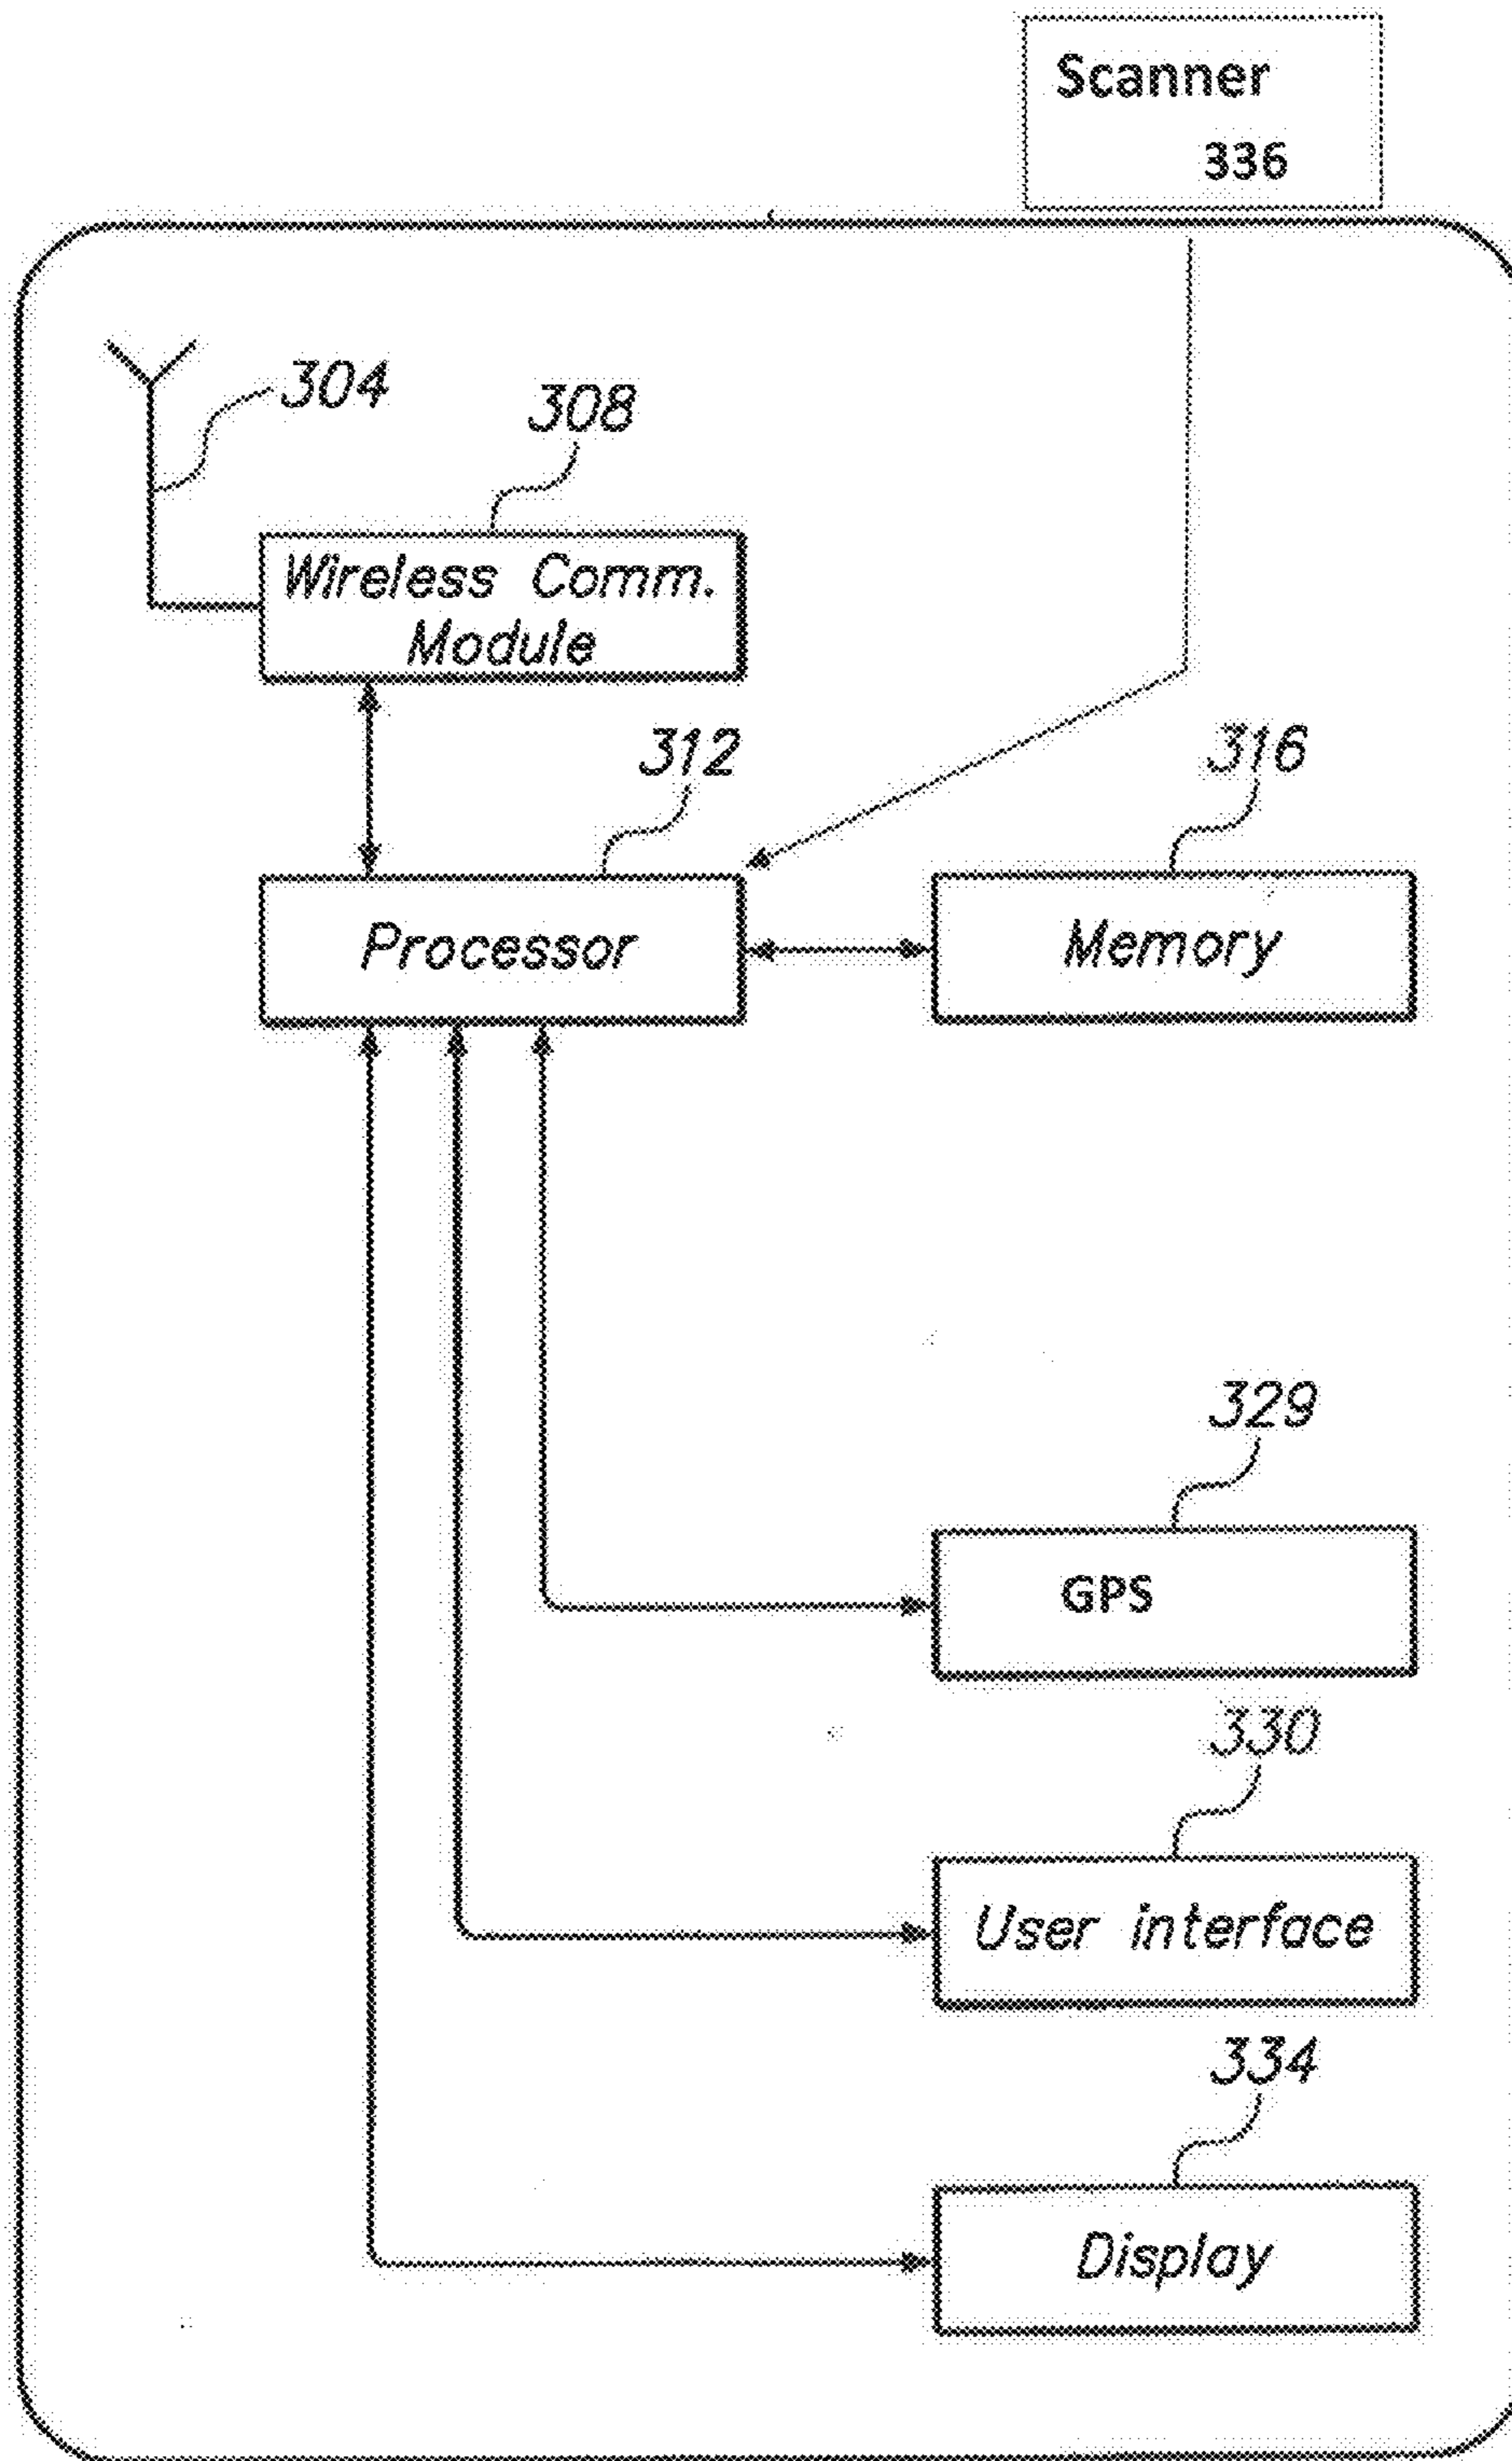 Scanner
336
304
308
Wireless Comm.
Module
312
316
Processor
Memory
329
GPS
330
User interface
334
Display